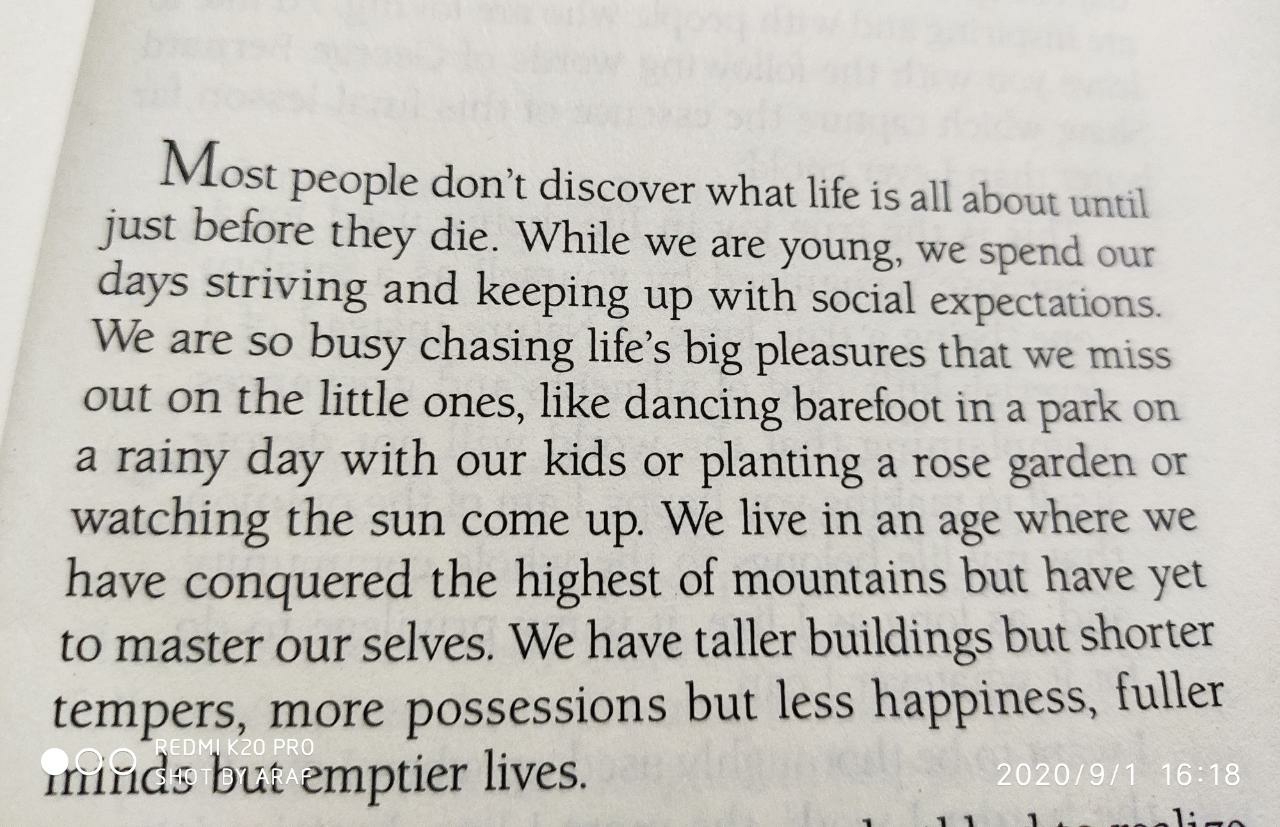 Most people don't discover what life is all about until
just before they die. While we are young, we spend our
days striving and keeping up with social expectations.
We are so busy chasing life's big pleasures that we miss
out on the little ones, like dancing barefoot in a park on
a rainy day with our kids or planting a rose garden or
watching the sun come up. We live in an age where we
have conquered the highest of mountains but have yet
to master our selves. We have taller buildings but shorter
tempers, more possessions but less happiness, fuller
minds but emptier lives.
REDMI K20 PRO
SHOT BY ARAF
2020/9/1 16:18